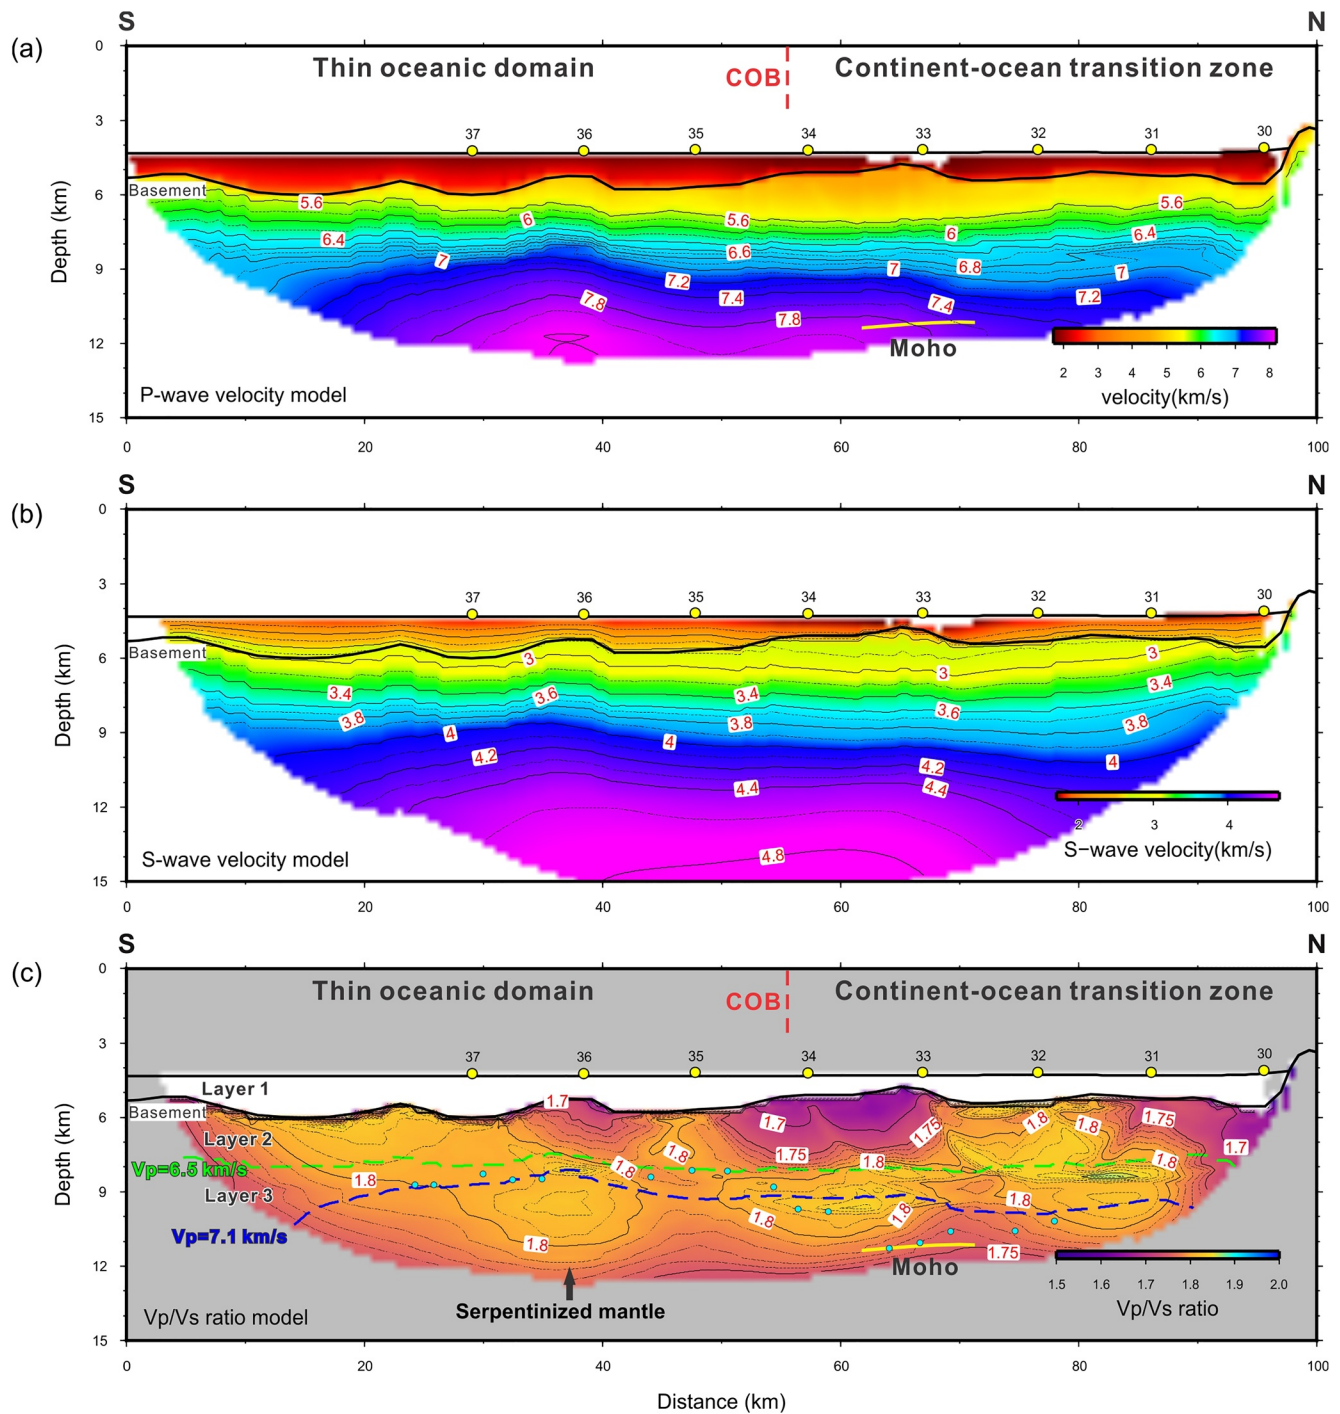 S N
(a)
0
Thin oceanic domain COB Continent-ocean transition zone
3
37 36 35 34 33 32 31 30
Basement
6
5.6 6 5.6 6 5.6
6.4 6.6 6.4
9
7 7.2 7 6.8 7
7.8 7.4 7.4 7.2
7.8
12
Moho
2 3 4 5 6 7 8
velocity(km/s)
P-wave velocity model
15
Depth (km)
0 20 40 60 80 100
S N
(b)
0
3
37 36 35 34 33 32 31 30
Basement
6
3 3 3
3.4 3.6 3.4 3.6 3.4
3.8 3.8 3.8
9
4 4 4
4.2 4.2
4.4 4.4
12
2 3 4
S-wave velocity(km/s)
4.8
S-wave velocity model
15
Depth (km)
0 20 40 60 80 100
S N
(c)
0
Thin oceanic domain COB Continent-ocean transition zone
3
37 36 35 34 33 32 31 30
Layer 1
Basement
6
1.7 1.7 1.75 1.8 1.8 1.75 1.7
Layer 2
1.8 1.75
Vp=6.5 km/s
1.8 1.8 1.8
1.8
Layer 3
9
1.8 1.8 1.8
Vp=7.1 km/s
1.8 1.75
12
Moho
1.5 1.6 1.7 1.8 1.9 2.0
Vp/Vs ratio
Serpentinized mantle
Vp/Vs ratio model
15
Depth (km)
0 20 40 60 80 100
Distance (km)